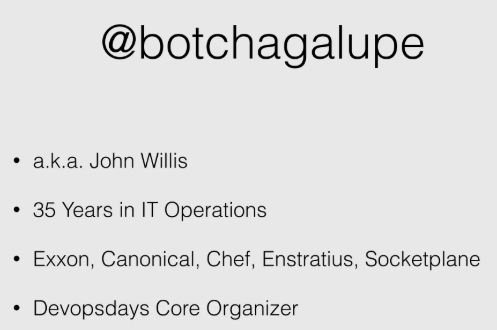 @botchagalupe
• a.k.a. John Willis
• 35 Years in IT Operations
• Exxon, Canonical, Chef, Enstratius, Socketplane
• Devopsdays Core Organizer